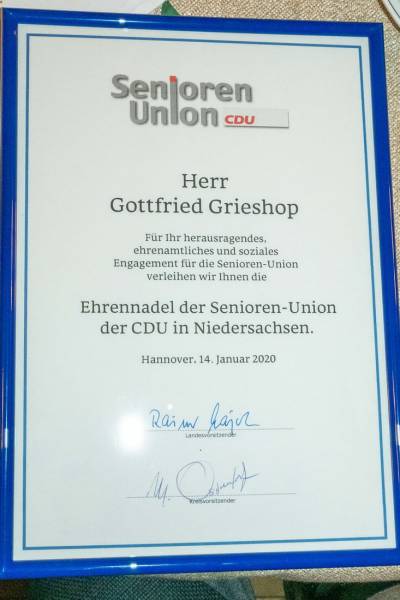 Senioren
Union CDU
Herr
Gottfried Grieshop
Für Ihr herausragendes,
ehrenamtliches und soziales
Engagement für die Senioren-Union
verleihen wir Ihnen die
Ehrennadel der Senioren-Union
der CDU in Niedersachsen.
Hannover, 14. Januar 2020
Rainer
Landesvorsitzender
M.
Kreisvorsitzender